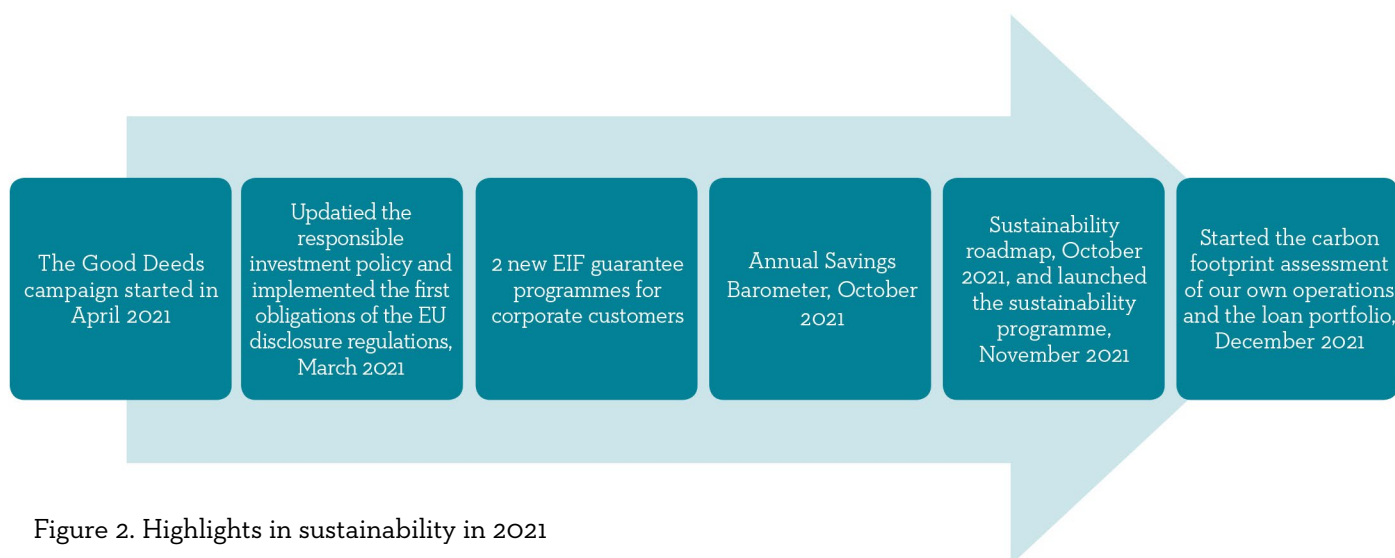 The Good Deeds
campaign started in
April 2021
Updatied the
responsible
investment policy and
implemented the first
obligations of the EU
disclosure regulations,
March 2021
2 new EIF guarantee
programmes for
corporate customers
Annual Savings
Barometer, October
2021
Sustainability
roadmap, October
2021, and launched
the sustainability
programme,
November 2021
Started the carbon
footprint assessment
of our own operations
and the loan portfolio,
December 2021
Figure 2. Highlights in sustainability in 2021